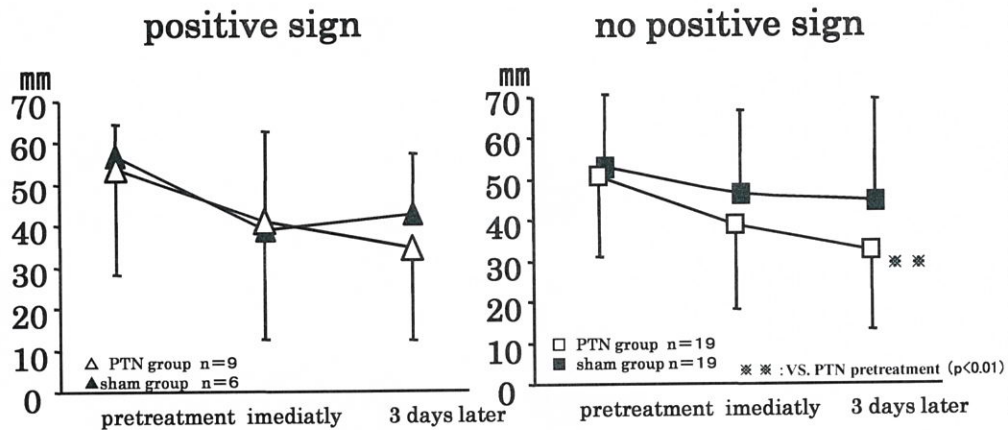 positive sign
mm
70
60
50
40
30
20
10
0
△ PTN group n=9
▲sham group n=6
pretreatment imediatly 3 days later
no positive sign
mm
70
60
50
40
30
20
10
0
※ ※
□ PTN group n=19
■ sham group n=19
※ ※ : VS. PTN pretreatment (p<0.01)
pretreatment imediatly 3 days later